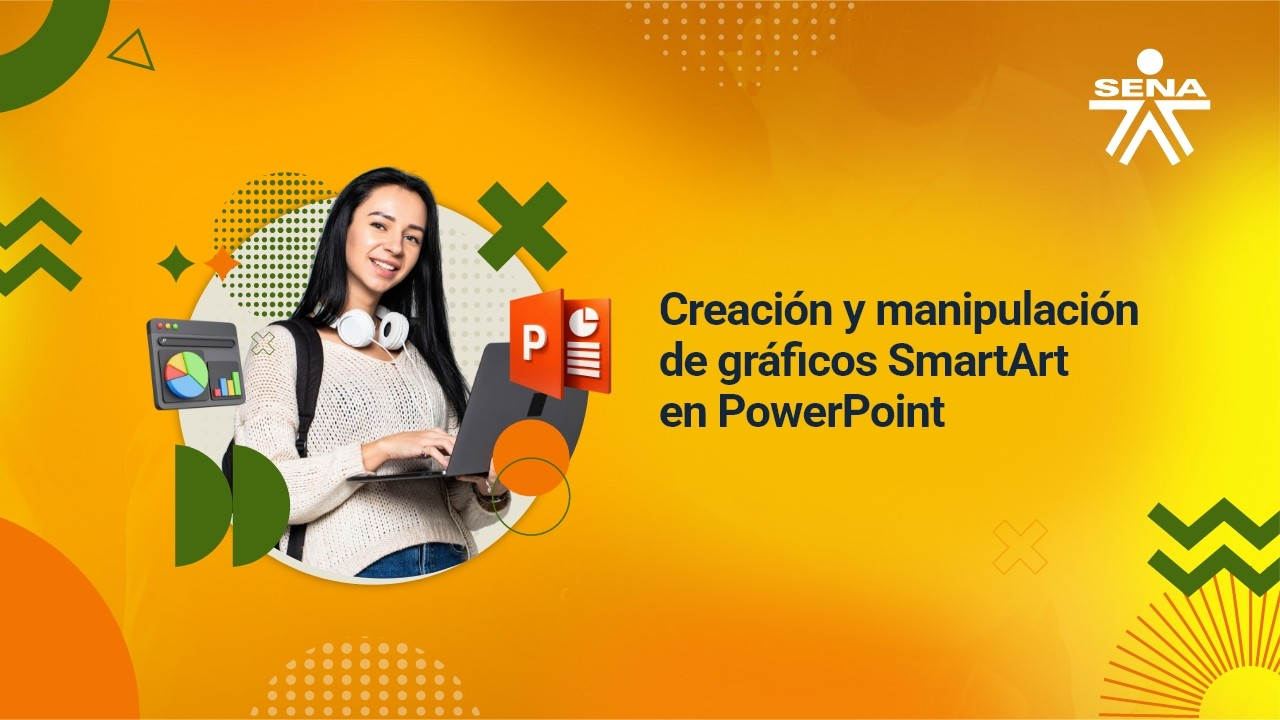 SENA
P
Creación y manipulación
de gráficos SmartArt
en PowerPoint